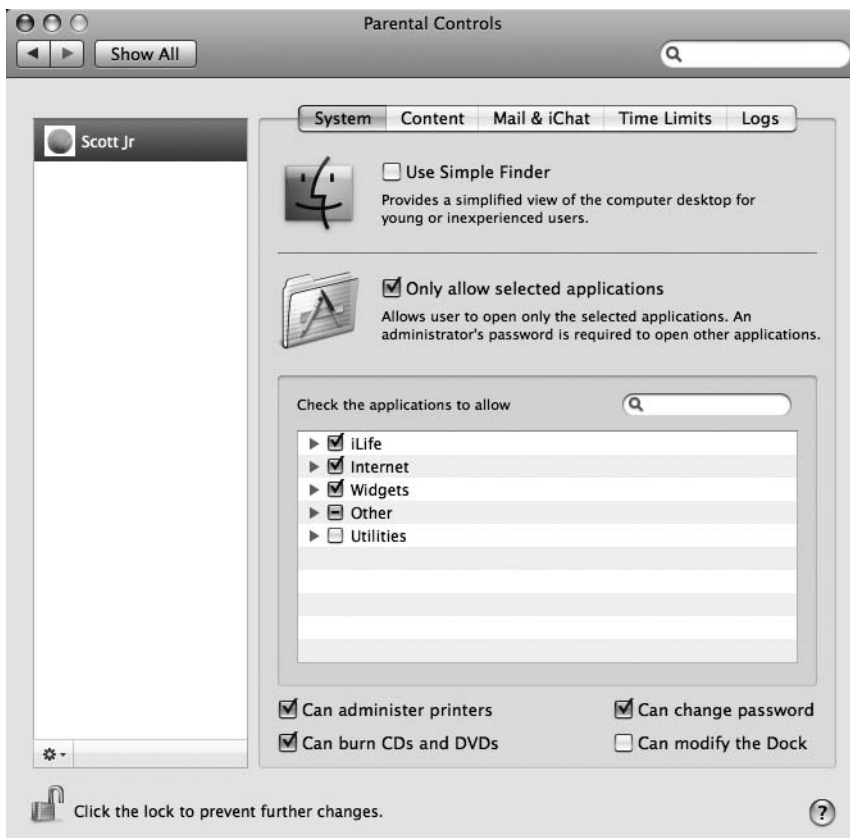 Parental Controls
Show All
System Content Mail & iChat Time Limits Logs
Scott Jr
Use Simple Finder
Provides a simplified view of the computer desktop for
young or inexperienced users.
Only allow selected applications
Allows user to open only the selected applications. An
administrator's password is required to open other applications.
Check the applications to allow
iLife
Internet
Widgets
Other
Utilities
Can administer printers
Can change password
Can burn CDs and DVDs
Can modify the Dock
Click the lock to prevent further changes.
?